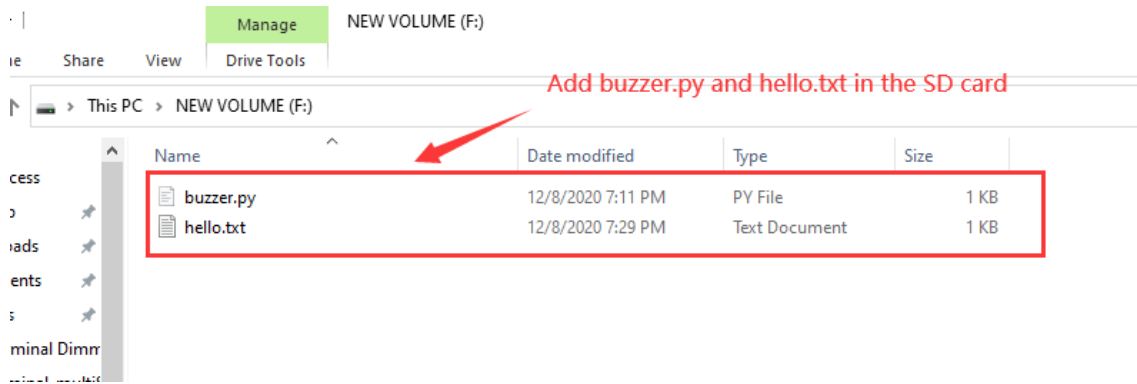 Manage NEW VOLUME (F:)
Share View Drive Tools
Add buzzer.py and hello.txt in the SD card
This PC > NEW VOLUME (F:)
Name Date modified Type Size
cess
buzzer.py 12/8/2020 7:11 PM PY File 1 KB
hello.txt 12/8/2020 7:29 PM Text Document 1 KB
ads
ents
s
minal Dimm